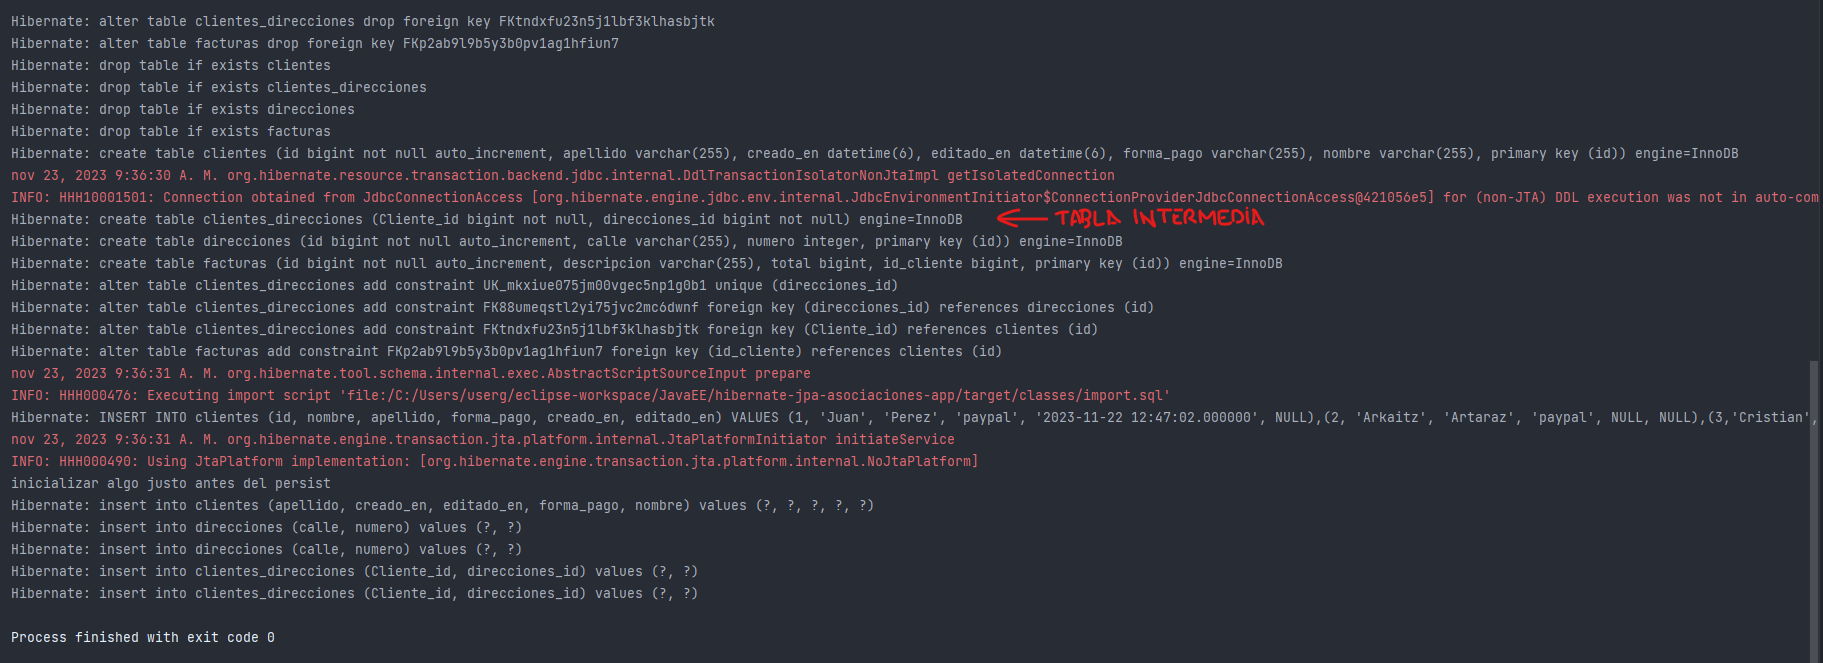 Hibernate: alter table clientes_direcciones drop foreign key FKtndxfu23n5j1lbf3klhasbjtk
Hibernate: alter table facturas drop foreign key FKp2ab9l9b5y3b0pv1ag1hfiun7
Hibernate: drop table if exists clientes
Hibernate: drop table if exists clientes_direcciones
Hibernate: drop table if exists direcciones
Hibernate: drop table if exists facturas
Hibernate: create table clientes (id bigint not null auto_increment, apellido varchar(255), creado_en datetime(6), editado_en datetime(6), forma_pago varchar(255), nombre varchar(255), primary key (id)) engine=InnoDB
nov 23, 2023 9:36:30 A. M. org.hibernate.resource.transaction.backend.jdbc.internal.DdlTransactionIsolatorNonJtaImpl getIsolatedConnection
INFO: HHH10001501: Connection obtained from JdbcConnectionAccess [org.hibernate.engine.jdbc.env.internal.JdbcEnvironmentInitiator$ConnectionProviderJdbcConnectionAccess@421056e5] for (non-JTA) DDL execution was not in auto-com
Hibernate: create table clientes_direcciones (Cliente_id bigint not null, direcciones_id bigint not null) engine=InnoDB TABLA INTERMEDIA
Hibernate: create table direcciones (id bigint not null auto_increment, calle varchar(255), numero integer, primary key (id)) engine=InnoDB
Hibernate: create table facturas (id bigint not null auto_increment, descripcion varchar(255), total bigint, id_cliente bigint, primary key (id)) engine=InnoDB
Hibernate: alter table clientes_direcciones add constraint UK_mkxiue075jm00vgec5np1g0b1 unique (direcciones_id)
Hibernate: alter table clientes_direcciones add constraint FK88umeqstl2yi75jvc2mc6dwnf foreign key (direcciones_id) references direcciones (id)
Hibernate: alter table clientes_direcciones add constraint FKtndxfu23n5j1lbf3klhasbjtk foreign key (Cliente_id) references clientes (id)
Hibernate: alter table facturas add constraint FKp2ab9l9b5y3b0pv1ag1hfiun7 foreign key (id_cliente) references clientes (id)
nov 23, 2023 9:36:31 A. M. org.hibernate.tool.schema.internal.exec.AbstractScriptSourceInput prepare
INFO: HHH000476: Executing import script 'file:/C:/Users/userg/eclipse-workspace/JavaEE/hibernate-jpa-asociaciones-app/target/classes/import.sql'
Hibernate: INSERT INTO clientes (id, nombre, apellido, forma_pago, creado_en, editado_en) VALUES (1, 'Juan', 'Perez', 'paypal', '2023-11-22 12:47:02.000000', NULL),(2, 'Arkaitz', 'Artaraz', 'paypal', NULL, NULL),(3,'Cristian',
nov 23, 2023 9:36:31 A. M. org.hibernate.engine.transaction.jta.platform.internal.JtaPlatformInitiator initiateService
INFO: HHH000490: Using JtaPlatform implementation: [org.hibernate.engine.transaction.jta.platform.internal.NoJtaPlatform]
inicializar algo justo antes del persist
Hibernate: insert into clientes (apellido, creado_en, editado_en, forma_pago, nombre) values (?, ?, ?, ?, ?)
Hibernate: insert into direcciones (calle, numero) values (?, ?)
Hibernate: insert into direcciones (calle, numero) values (?, ?)
Hibernate: insert into clientes_direcciones (Cliente_id, direcciones_id) values (?, ?)
Hibernate: insert into clientes_direcciones (Cliente_id, direcciones_id) values (?, ?)
Process finished with exit code 0